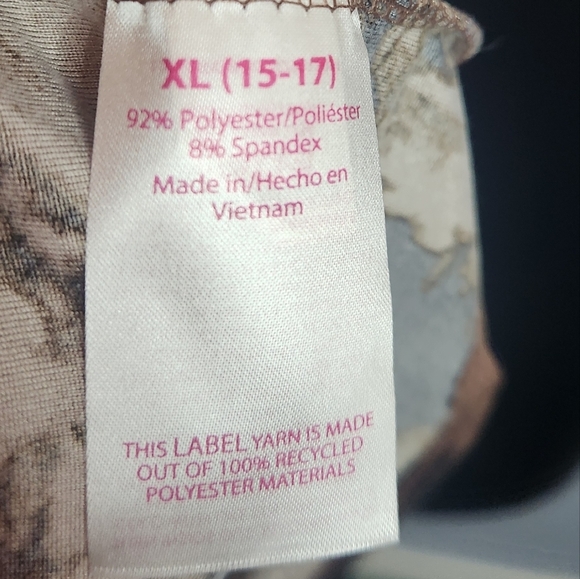 XL (15-17)
92% Polyester/Poliéster
8% Spandex
Made in/Hecho en
Vietnam
THIS LABEL YARN IS MADE
OUT OF 100% RECYCLED
POLYESTER MATERIALS